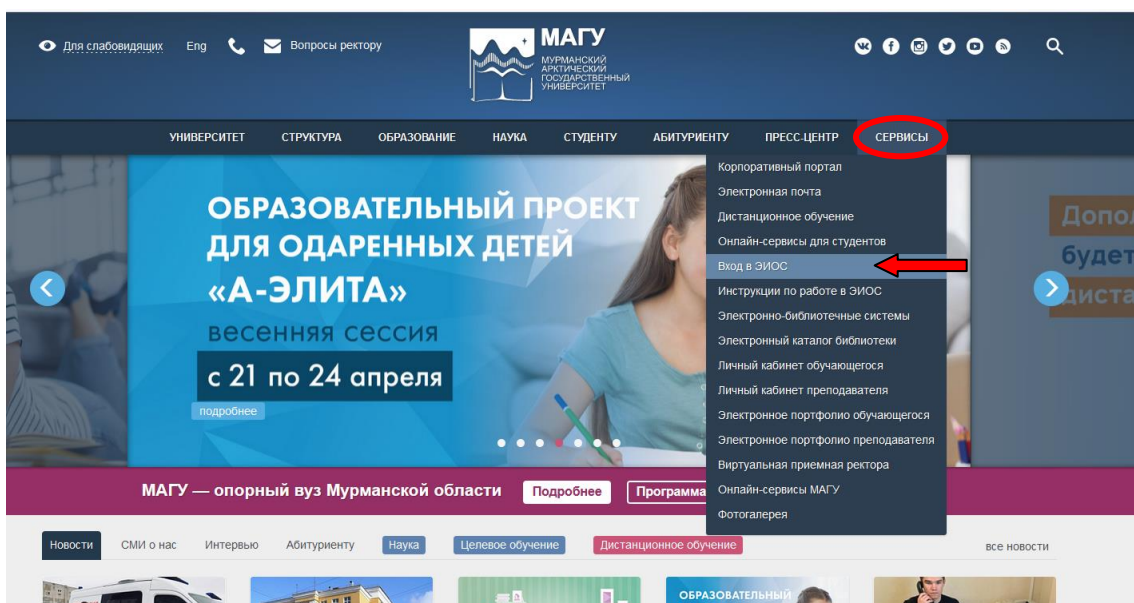 Для слабовидящих Eng Вопросы ректору
МАГУ
МУРМАНСКИЙ
АРКТИЧЕСКИЙ
ГОСУДАРСТВЕННЫЙ
УНИВЕРСИТЕТ
УНИВЕРСИТЕТ СТРУКТУРА ОБРАЗОВАНИЕ НАУКА СТУДЕНТУ АБИТУРИЕНТУ ПРЕСС-ЦЕНТР СЕРВИСЫ
Корпоративный портал
Электронная почта
Дистанционное обучение
Онлайн-сервисы для студентов
Вход в ЭИОС
Инструкции по работе в ЭИОС
Электронно-библиотечные системы
Электронный каталог библиотеки
Личный кабинет обучающегося
Личный кабинет преподавателя
Электронное портфолио обучающегося
Электронное портфолио преподавателя
Виртуальная приемная ректора
Онлайн-сервисы МАГУ
Фотогалерея
ОБРАЗОВАТЕЛЬНЫЙ ПРОЕКТ
ДЛЯ ОДАРЕННЫХ ДЕТЕЙ
«А-ЭЛИТА»
весенняя сессия
с 21 по 24 апреля
подробнее
будет
МАГУ — опорный вуз Мурманской области Подробнее Программа
Новости СМИ о нас Интервью Абитуриенту Наука Целевое обучение Дистанционное обучение все новости
ОБРАЗОВАТЕЛЬНЫЙ